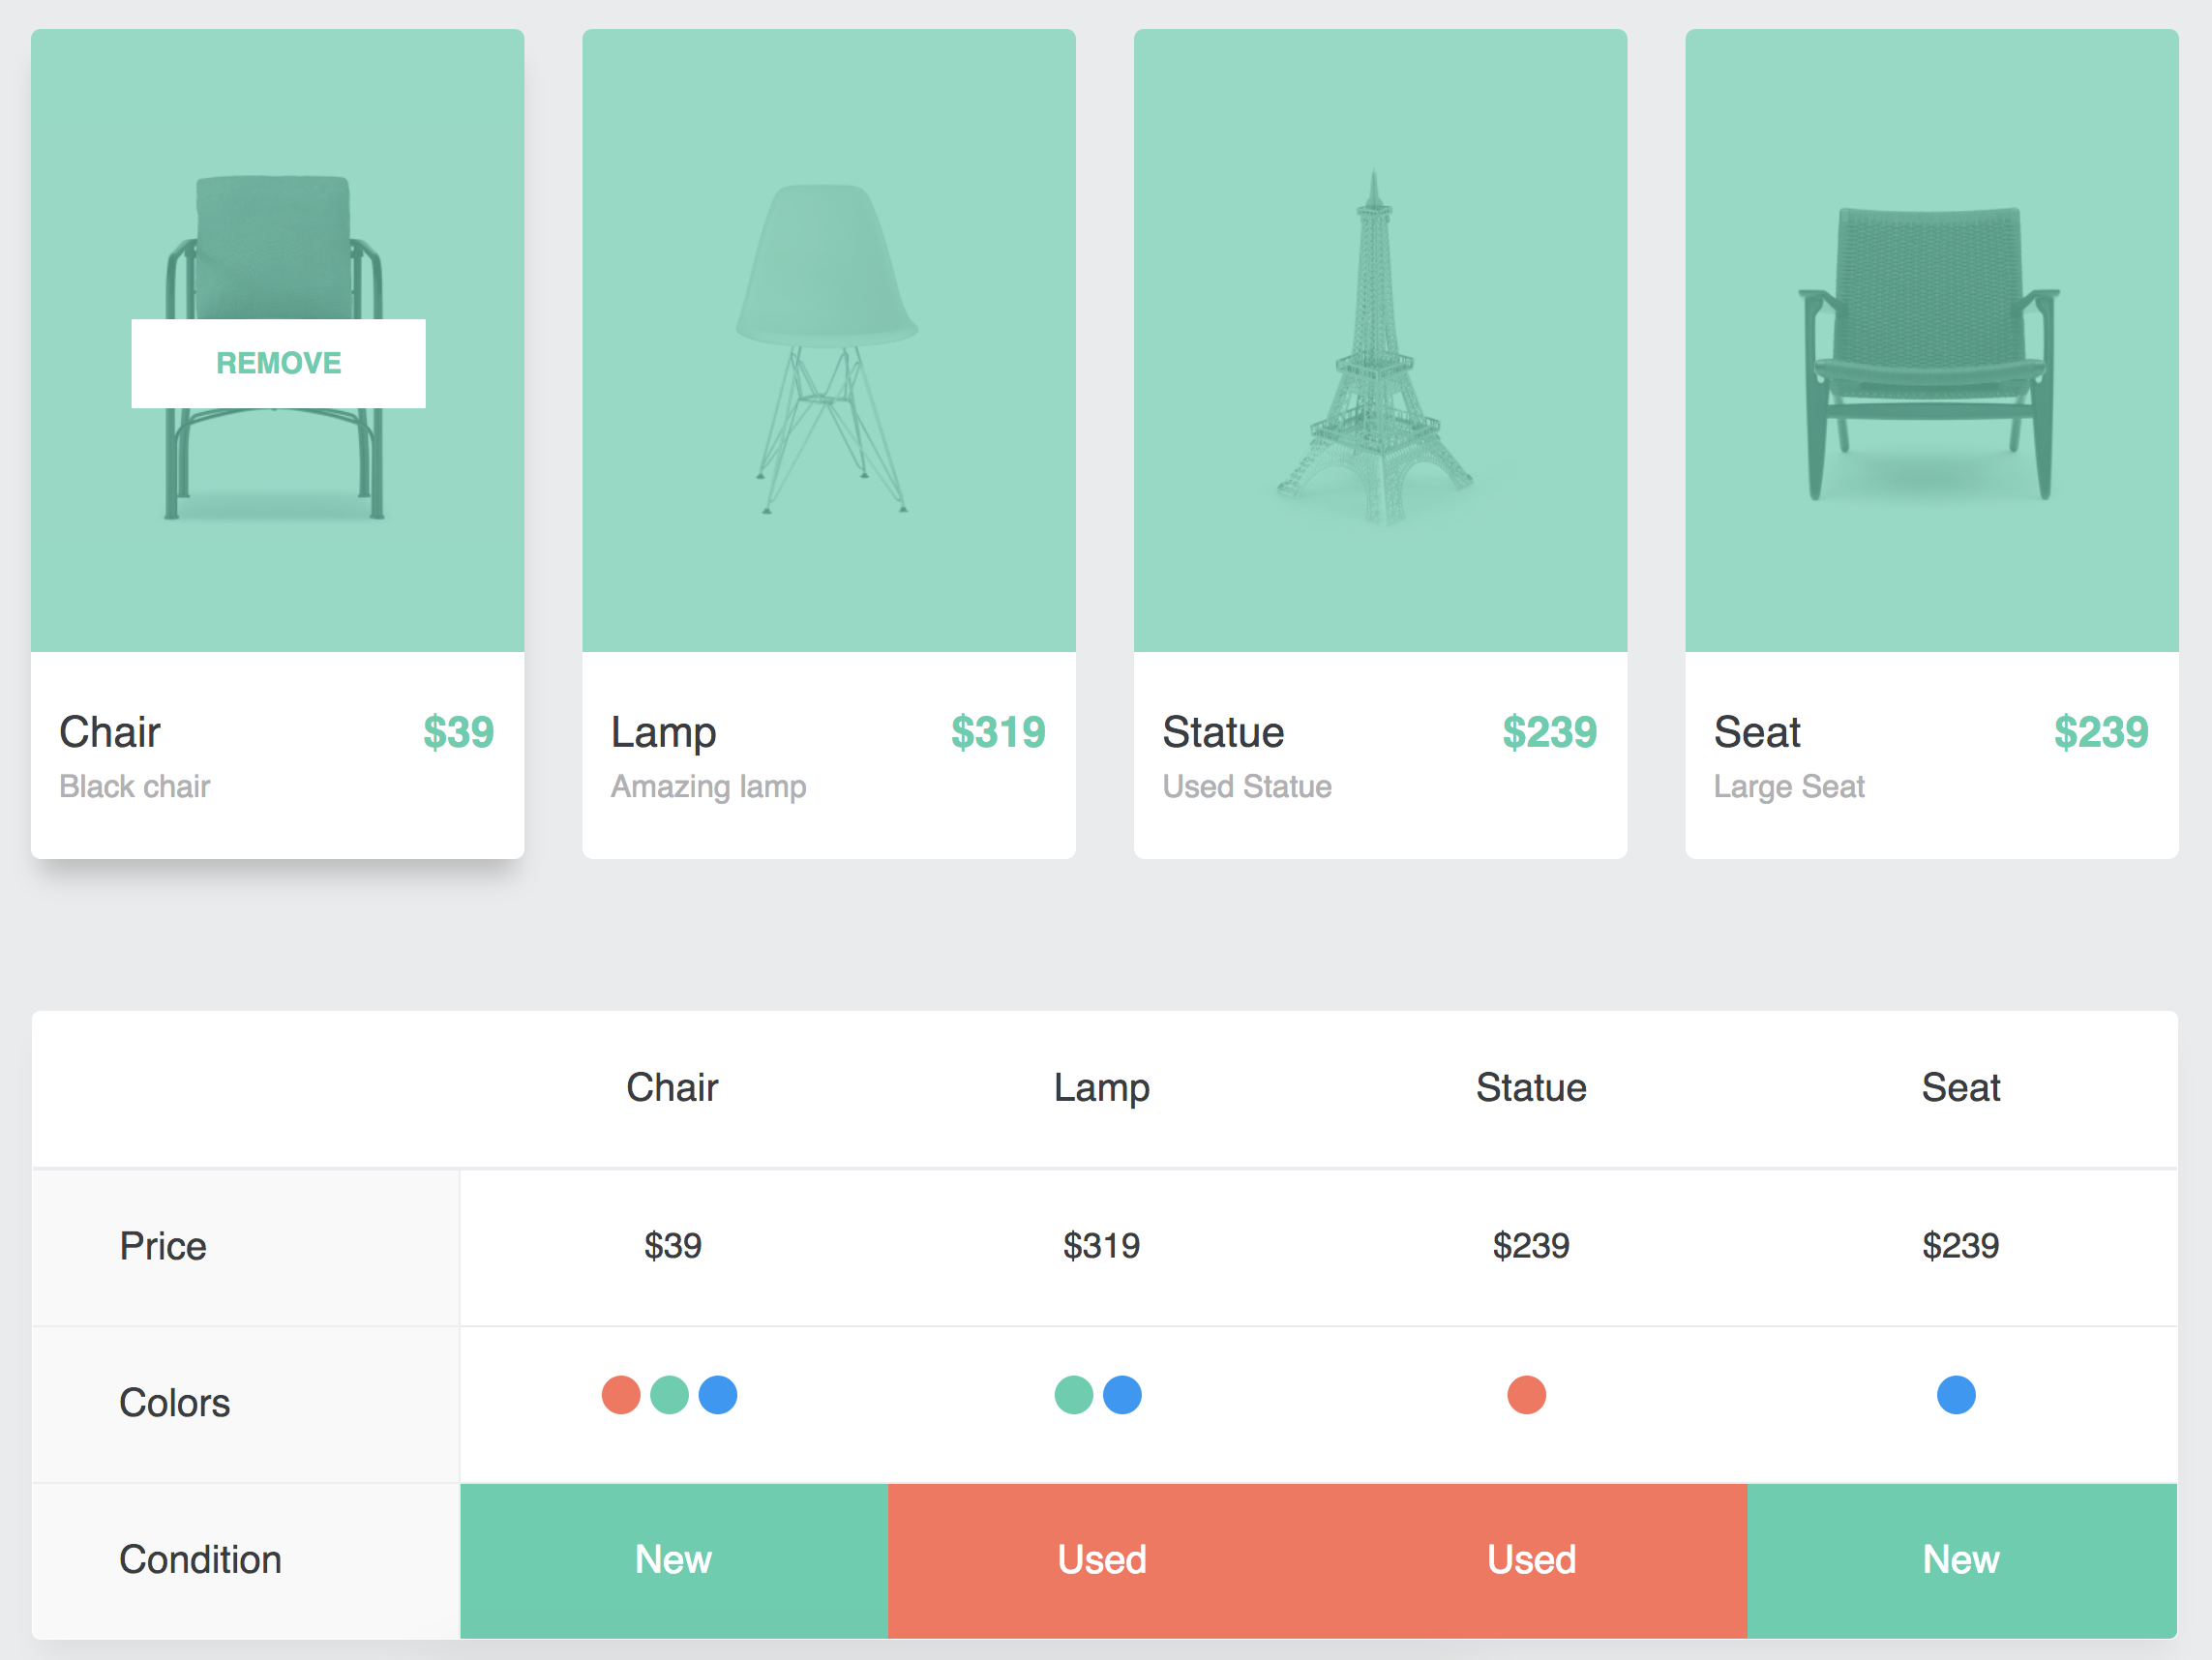 REMOVE
Chair $39
Black chair
Lamp $319
Amazing lamp
Statue $239
Used Statue
Seat $239
Large Seat
Chair Lamp Statue Seat
Price $39 $319 $239 $239
Colors
Condition New Used Used New